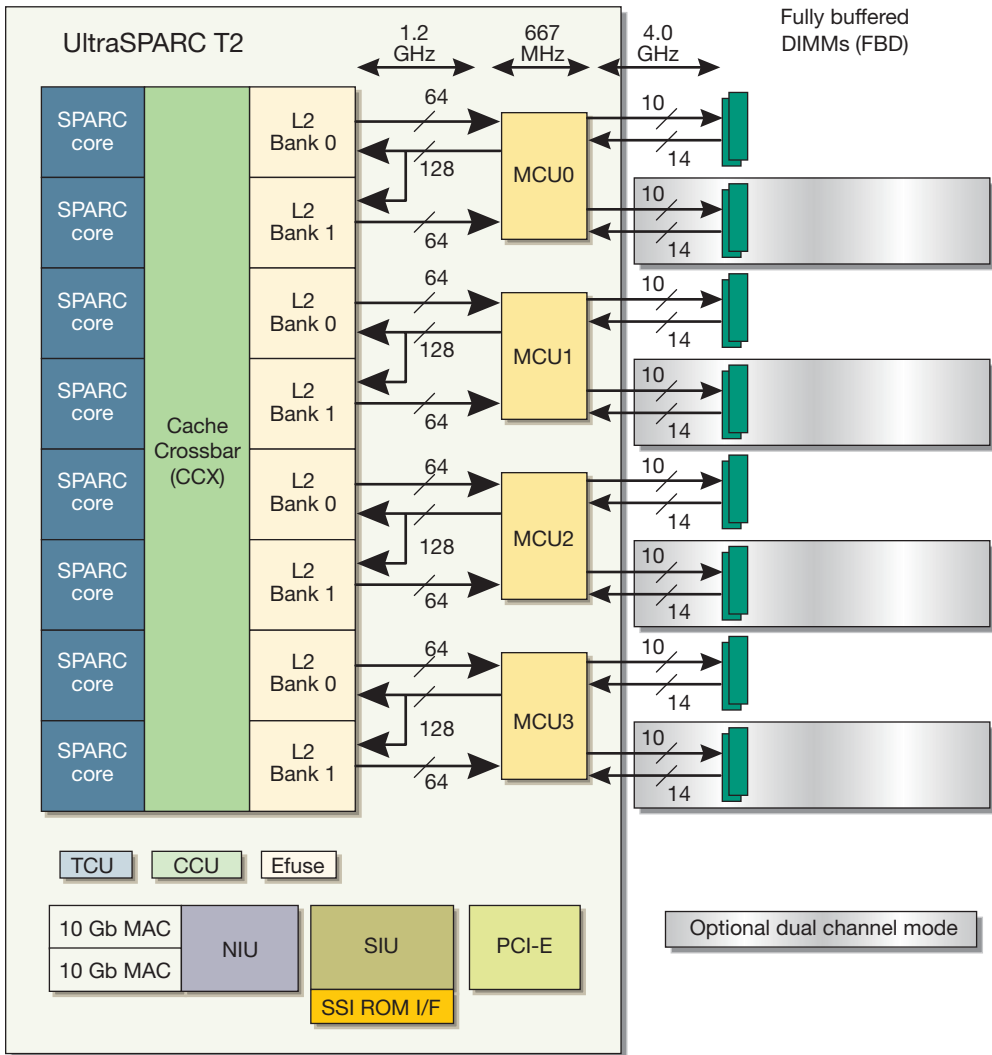 UltraSPARC T2
1.2
GHz
667
MHz
4.0
GHz
Fully buffered
DIMMs (FBD)
SPARC
core
SPARC
core
SPARC
core
SPARC
core
SPARC
core
SPARC
core
SPARC
core
SPARC
core
Cache
Crossbar
(CCX)
L2
Bank 0
L2
Bank 1
L2
Bank 0
L2
Bank 1
L2
Bank 0
L2
Bank 1
L2
Bank 0
L2
Bank 1
64
128
64
64
128
64
64
128
64
64
128
64
MCU0
MCU1
MCU2
MCU3
10
14
10
14
10
14
10
14
10
14
10
14
10
14
10
14
TCU
CCU
Efuse
10 Gb MAC
10 Gb MAC
NIU
SIU
SSI ROM I/F
PCI-E
Optional dual channel mode